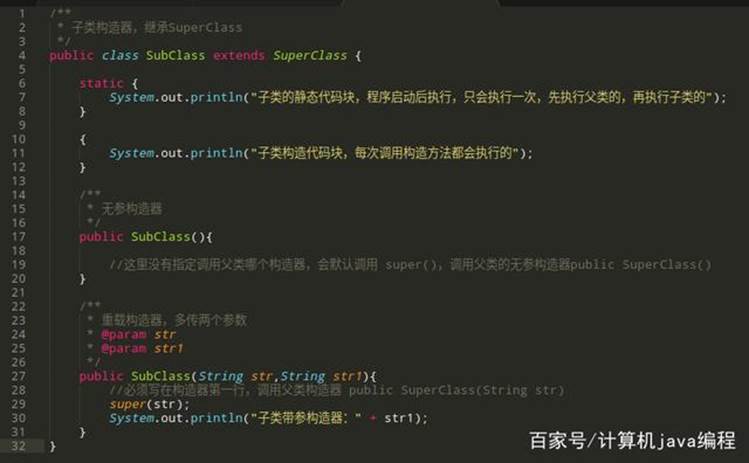 1 /**
2  * 子类构造器，继承SuperClass
3  */
4 public class SubClass extends SuperClass {
5
6     static {
7         System.out.println("子类的静态代码块，程序启动后执行，只会执行一次，先执行父类的，再执行子类的");
8     }
9
10     {
11         System.out.println("子类构造代码块，每次调用构造方法都会执行的");
12     }
13
14     /**
15      * 无参构造器
16      */
17     public SubClass(){
18
19         //这里没有指定调用父类哪个构造器，会默认调用 super()，调用父类的无参构造器public SuperClass()
20     }
21
22     /**
23      * 重载构造器，多传两个参数
24      * @param str
25      * @param str1
26      */
27     public SubClass(String str,String str1){
28         //必须写在构造器第一行，调用父类构造器 public SuperClass(String str)
29         super(str);
30         System.out.println("子类带参构造器：" + str1);
31     }
32 }
百家号/计算机java编程